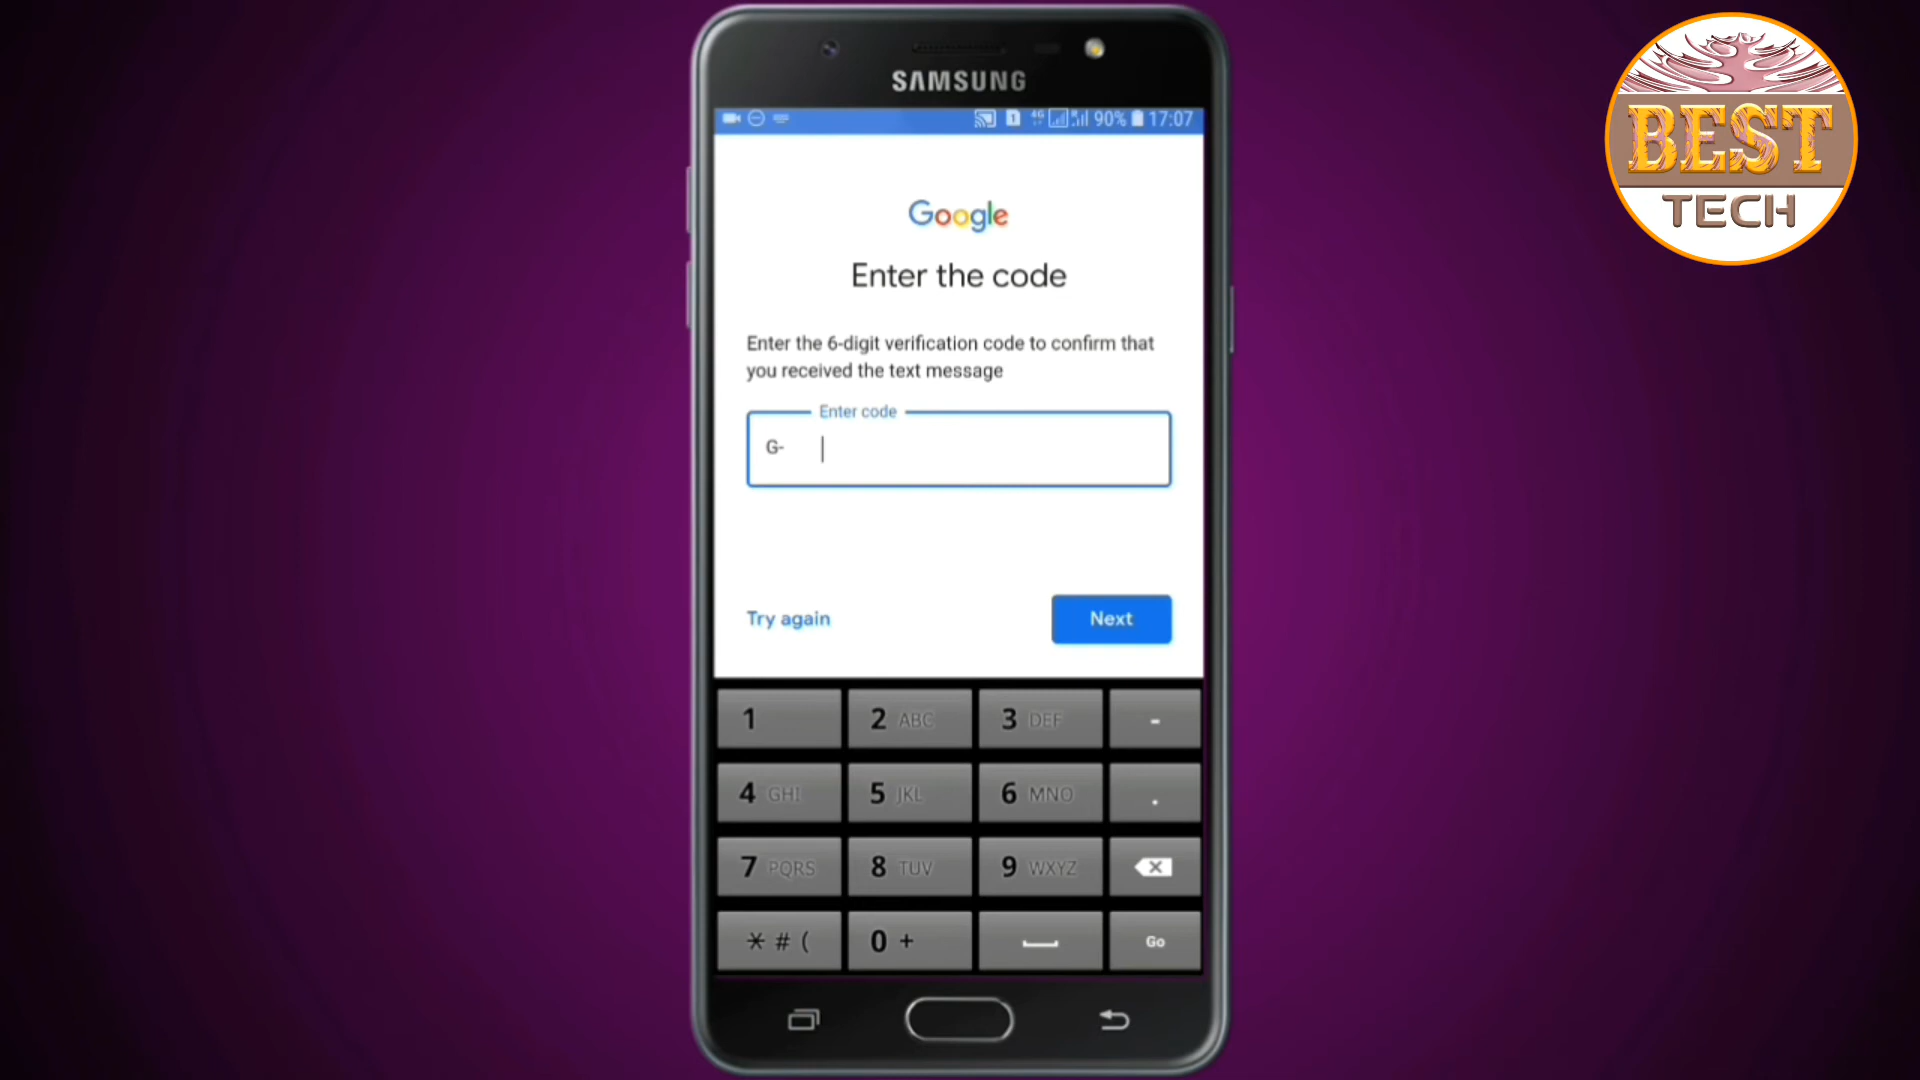 SAMSUNG
1 4G 90% 17:07
BEST
TECH
Google
Enter the code
Enter the 6-digit verification code to confirm that
you received the text message
Enter code
G-
Try again
Next
1 2 ABC 3 DEF -
4 GHI 5 JKL 6 MNO .
7 PQRS 8 TUV 9 WXYZ
* # ( 0 + Go